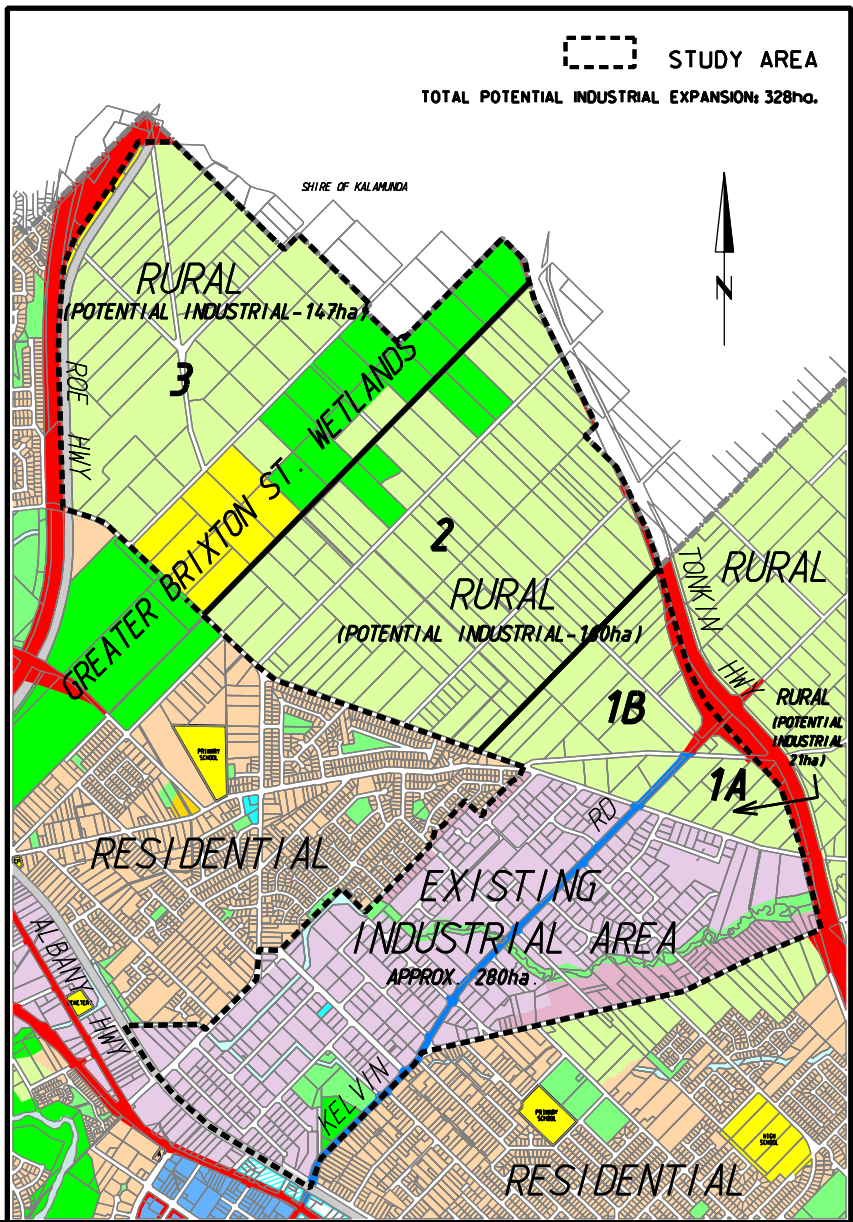 STUDY AREA
TOTAL POTENTIAL INDUSTRIAL EXPANSION: 328ha.
SHIRE OF KALAMUNDA
N
RURAL
(POTENTIAL INDUSTRIAL-147ha)
3
ROE HWY
GREATER BRIXTON ST. WETLANDS
2
RURAL
(POTENTIAL INDUSTRIAL-160ha)
TONKIN HWY
RURAL
1B
RURAL
(POTENTIAL
INDUSTRIAL
21ha)
1A
PRIMARY
SCHOOL
RD
RESIDENTIAL
EXISTING
INDUSTRIAL AREA
APPROX. 280ha.
ALBANY HWY
KELVIN
PRIMARY
SCHOOL
HIGH
SCHOOL
RESIDENTIAL